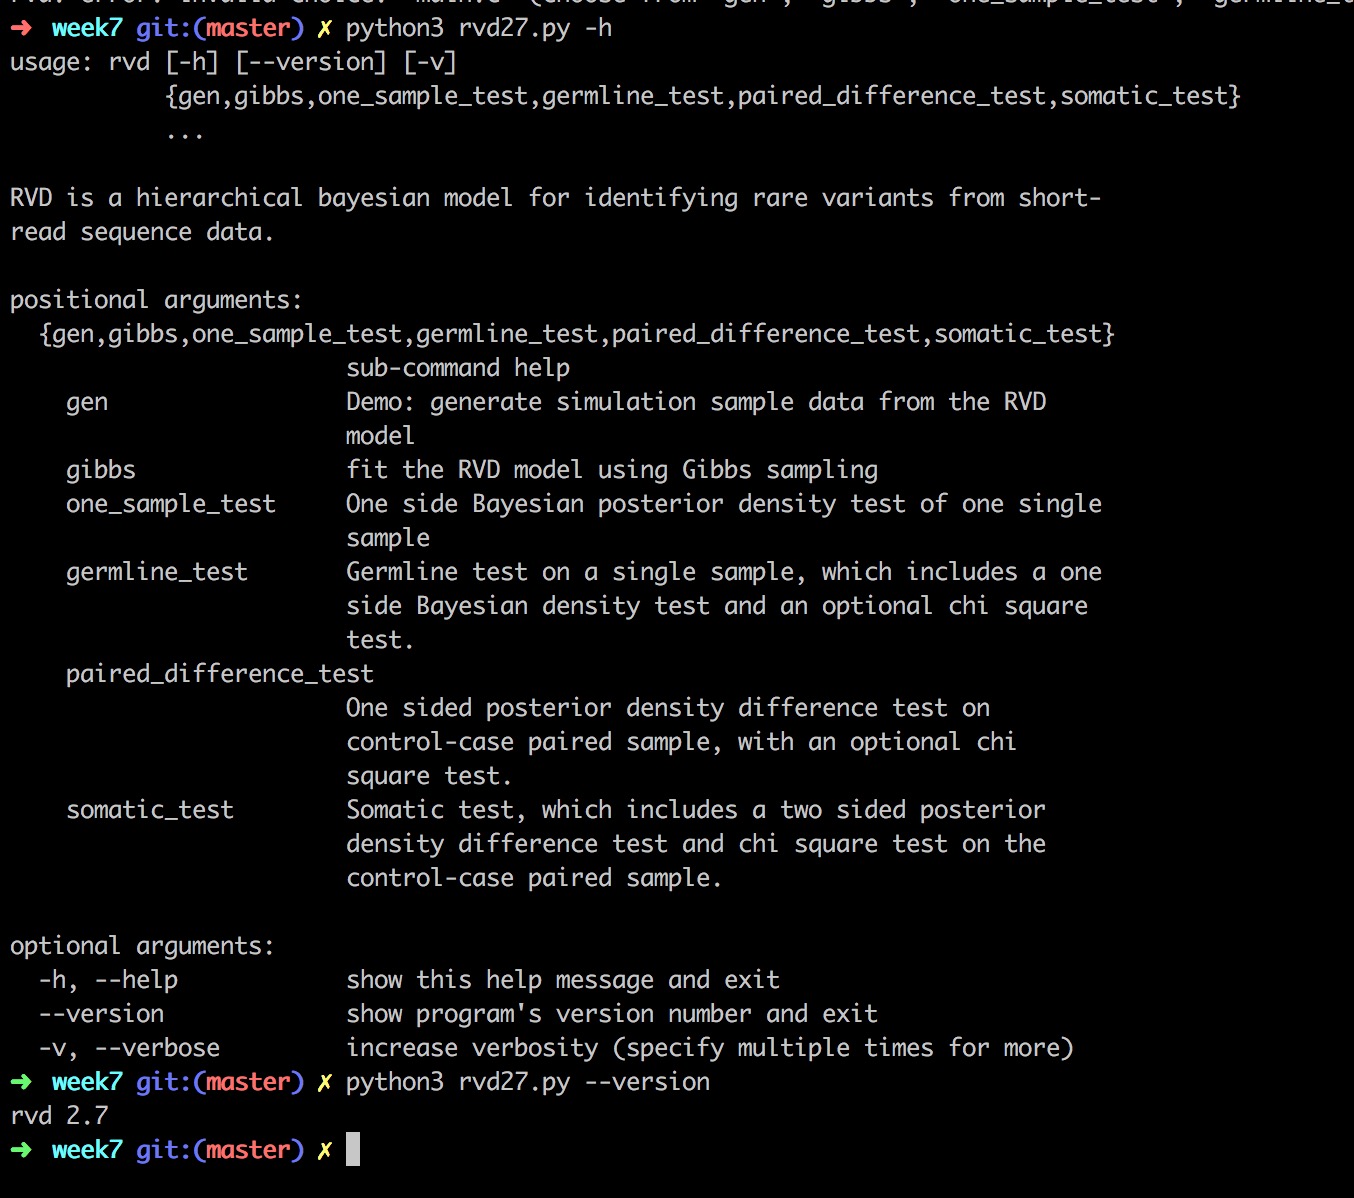 ➜ week7 git:(master) ✗ python3 rvd27.py -h
usage: rvd [-h] [--version] [-v]
           {gen,gibbs,one_sample_test,germline_test,paired_difference_test,somatic_test}
           ...

RVD is a hierarchical bayesian model for identifying rare variants from short-
read sequence data.

positional arguments:
  {gen,gibbs,one_sample_test,germline_test,paired_difference_test,somatic_test}
                        sub-command help
    gen                 Demo: generate simulation sample data from the RVD
                        model
    gibbs               fit the RVD model using Gibbs sampling
    one_sample_test     One side Bayesian posterior density test of one single
                        sample
    germline_test       Germline test on a single sample, which includes a one
                        side Bayesian density test and an optional chi square
                        test.
    paired_difference_test
                        One sided posterior density difference test on
                        control-case paired sample, with an optional chi
                        square test.
    somatic_test        Somatic test, which includes a two sided posterior
                        density difference test and chi square test on the
                        control-case paired sample.

optional arguments:
  -h, --help            show this help message and exit
  --version             show program's version number and exit
  -v, --verbose         increase verbosity (specify multiple times for more)
➜ week7 git:(master) ✗ python3 rvd27.py --version
rvd 2.7
➜ week7 git:(master) ✗